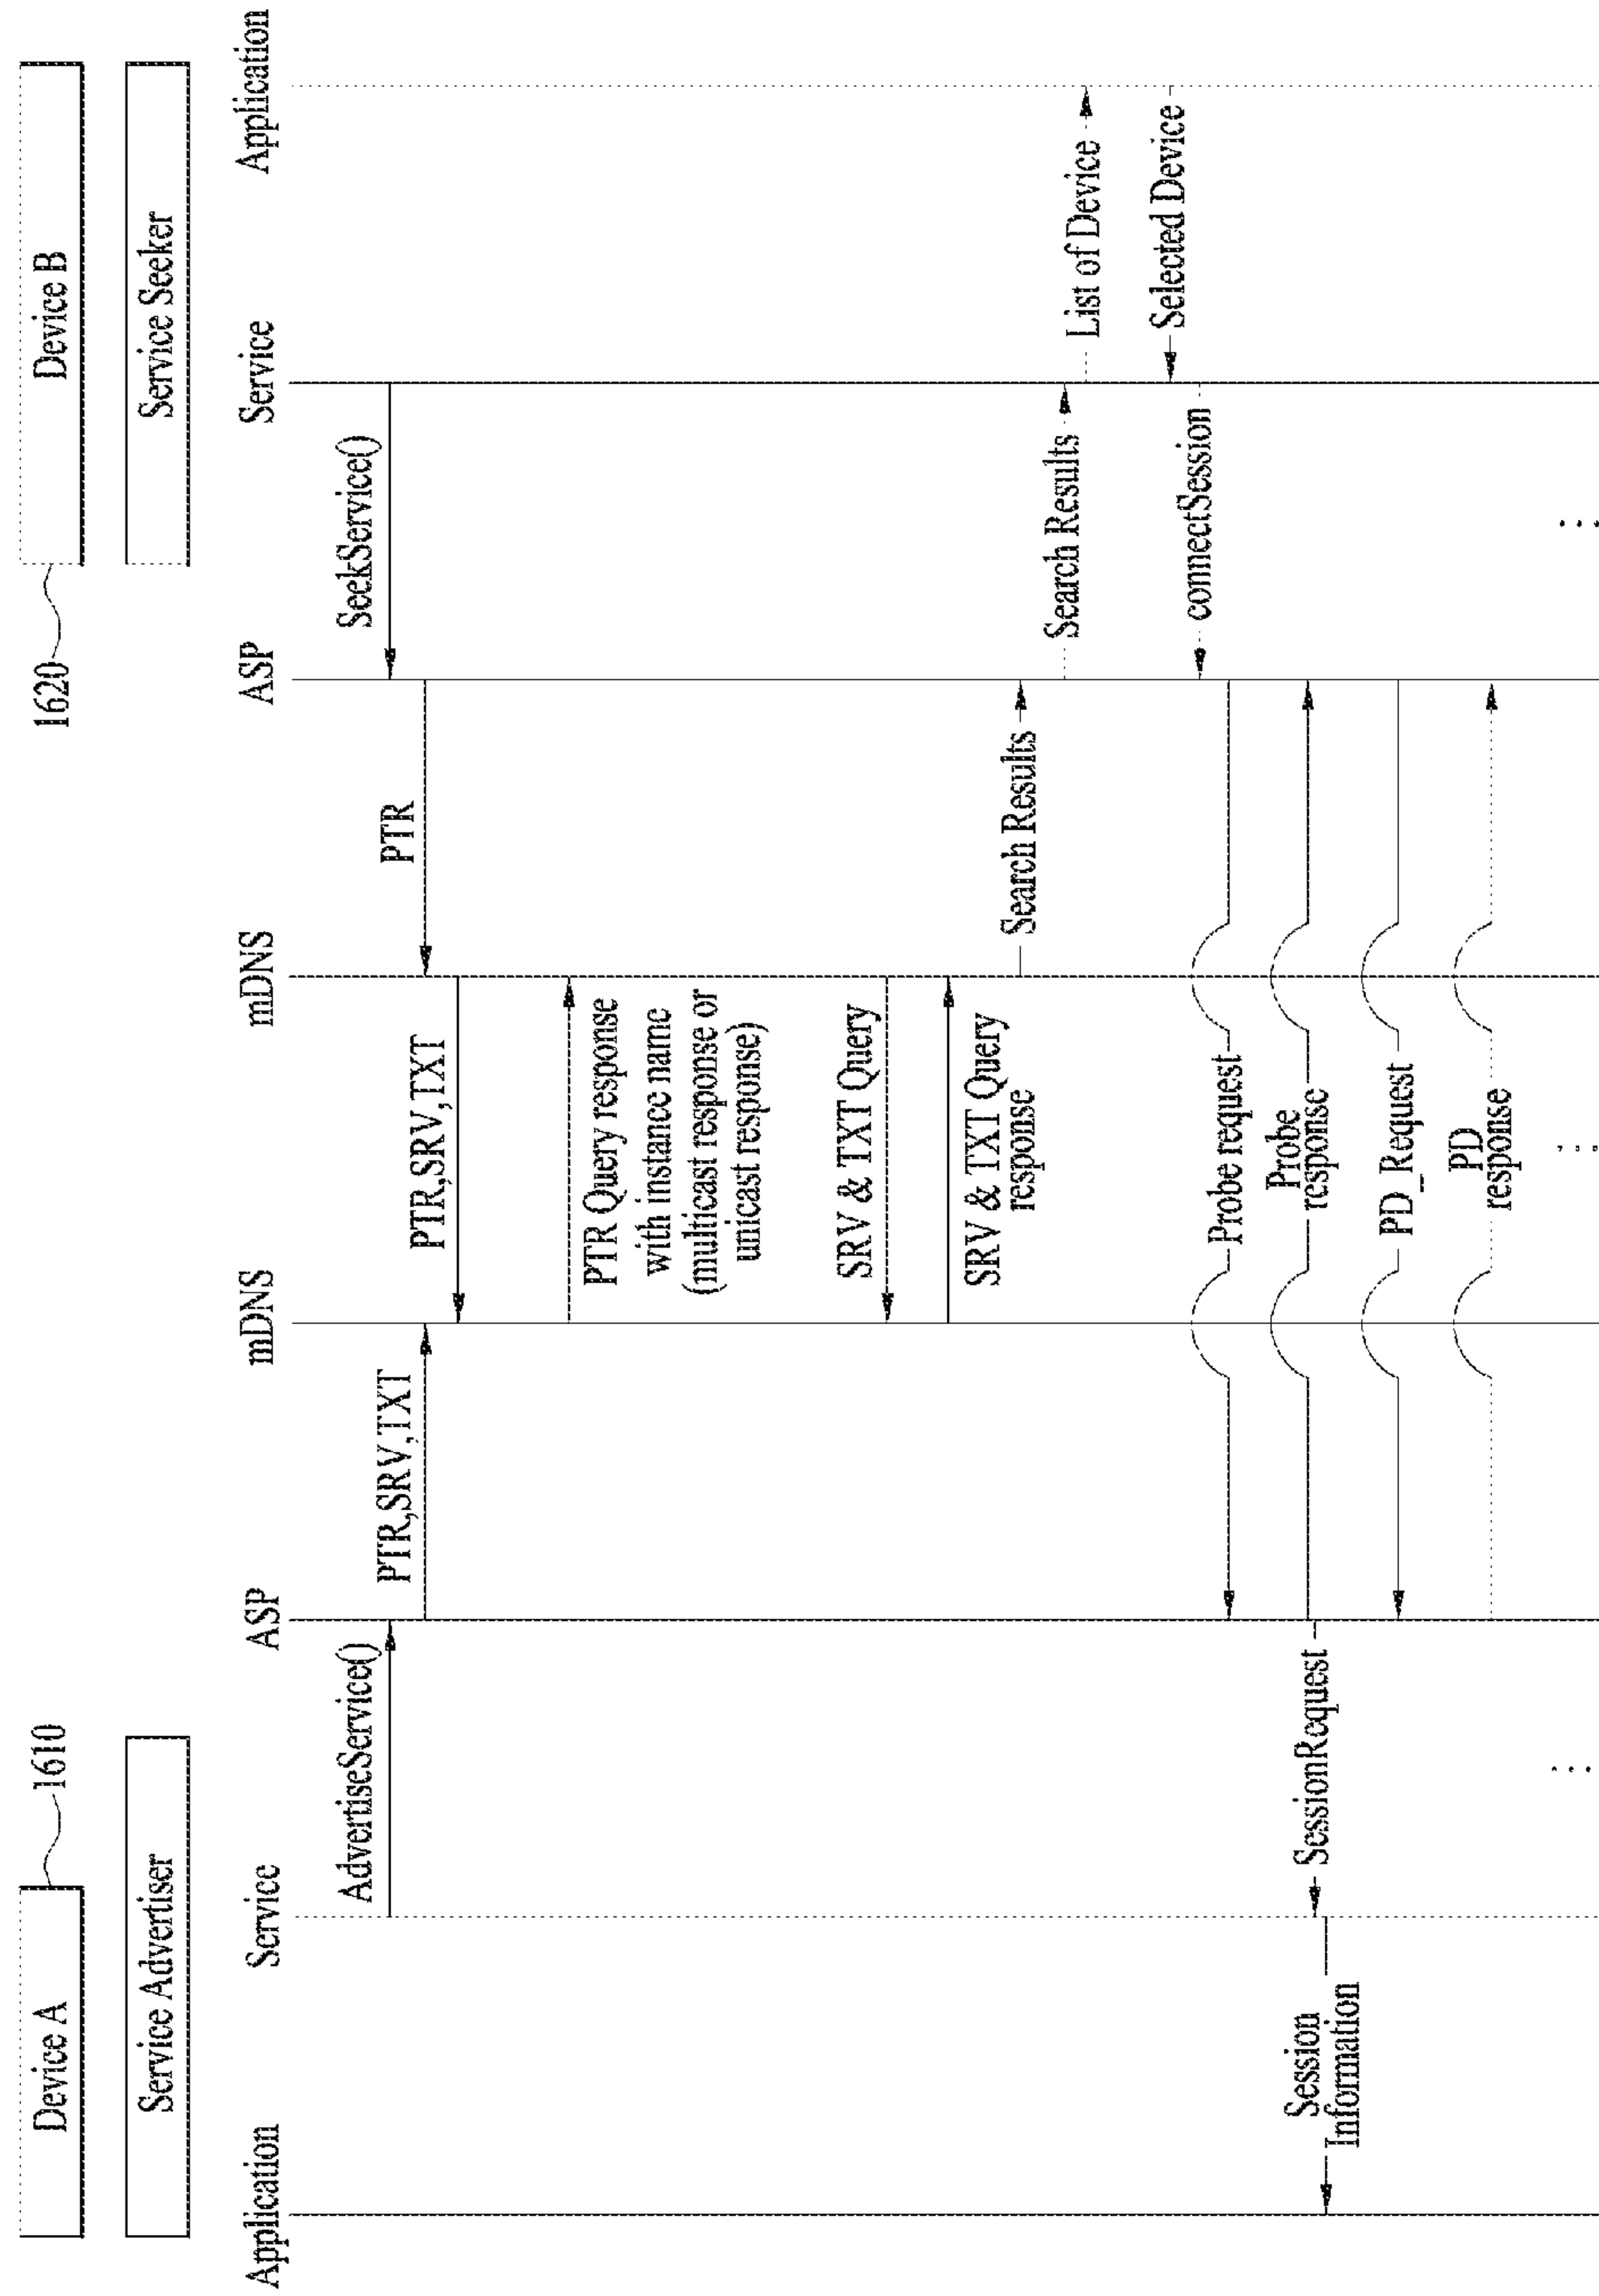 Device A
1610
1620
Device B
Service Advertiser
Service Seeker
Application
Service
ASP
mDNS
mDNS
ASP
Service
Application
AdvertiseService()
SeekService()
PTR,SRV,TXT
PTR
PTR,SRV,TXT
PTR Query response
with instance name
(multicast response or
unicast response)
SRV & TXT Query
SRV & TXT Query
response
Search Results
Search Results
List of Device
Selected Device
connectSession
Probe request
Probe
response
SessionRequest
Session
Information
PD_Request
PD
response
...
...
...